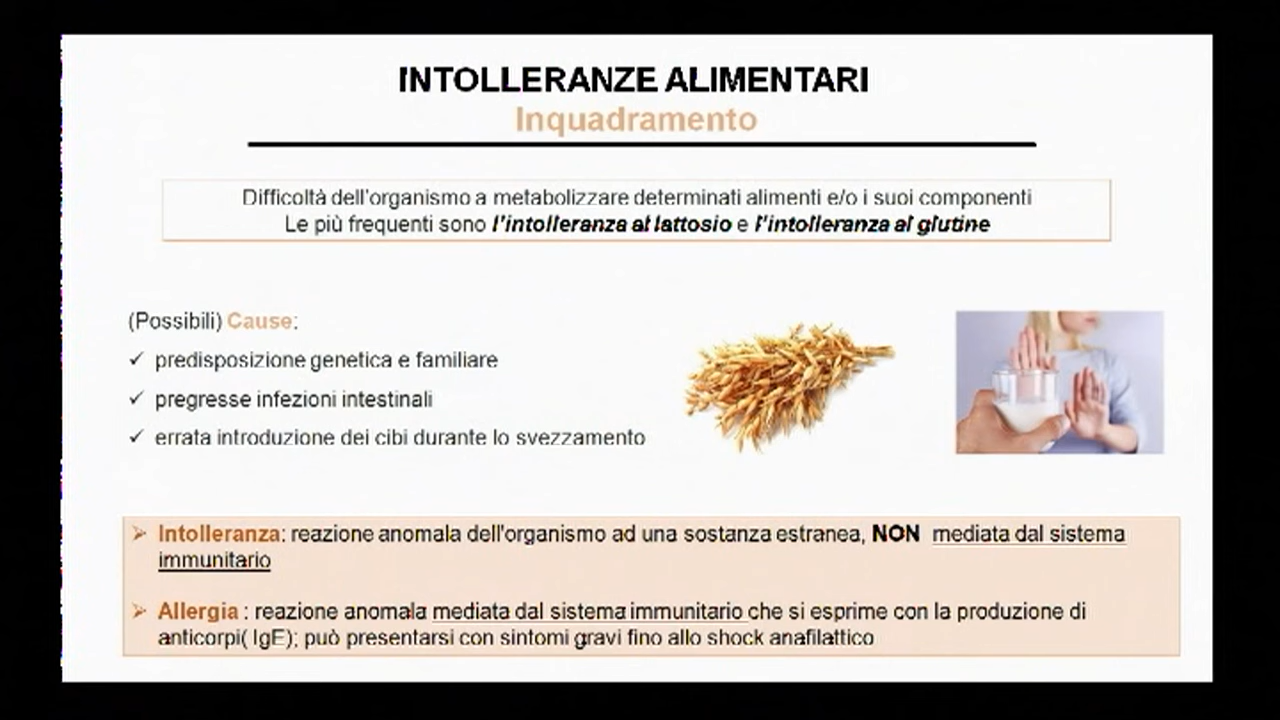 INTOLLERANZE ALIMENTARI
Inquadramento
Difficoltà dell'organismo a metabolizzare determinati alimenti e/o i suoi componenti
Le più frequenti sono l'intolleranza al lattosio e l'intolleranza al glutine
(Possibili) Cause:
✓ predisposizione genetica e familiare
✓ pregresse infezioni intestinali
✓ errata introduzione dei cibi durante lo svezzamento
➢ Intolleranza: reazione anomala dell'organismo ad una sostanza estranea, NON mediata dal sistema
immunitario
➢ Allergia : reazione anomala mediata dal sistema immunitario che si esprime con la produzione di
anticorpi( IgE); può presentarsi con sintomi gravi fino allo shock anafilattico